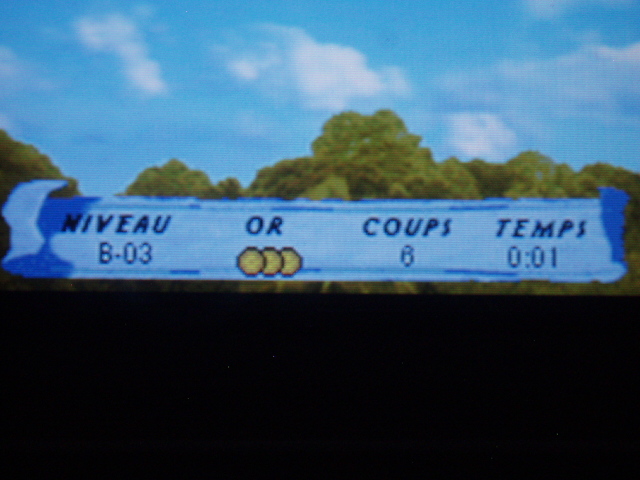 NIVEAU OR COUPS TEMPS
B-03 6 0:01